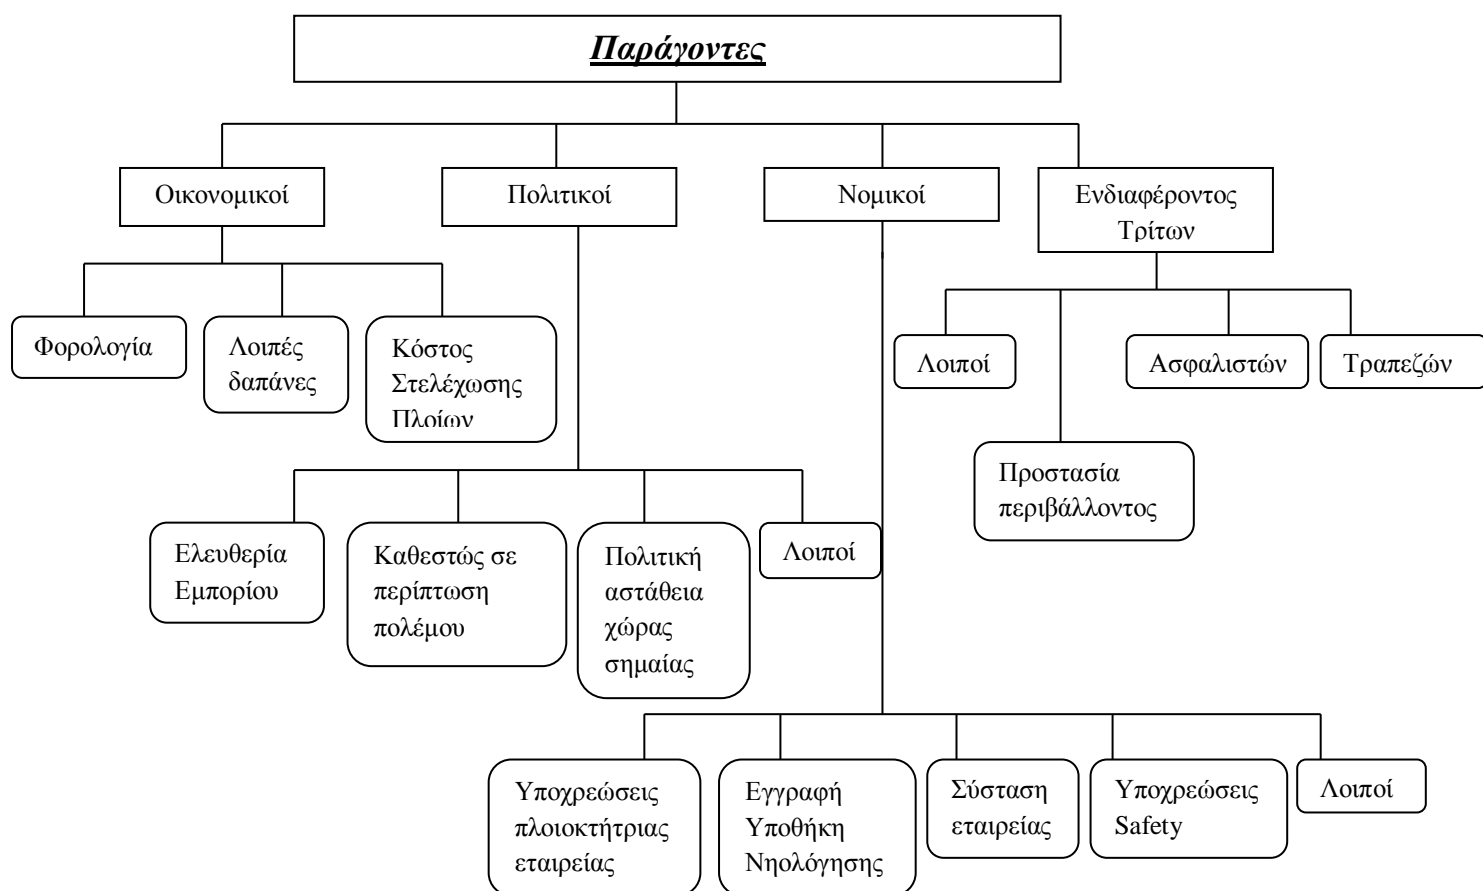 Παράγοντες
Οικονομικοί
Πολιτικοί
Νομικοί
Ενδιαφέροντος
Τρίτων
Φορολογία
Λοιπές
δαπάνες
Κόστος
Στελέχωσης
Πλοίων
Λοιποί
Ασφαλιστών
Τραπεζών
Προστασία
περιβάλλοντος
Ελευθερία
Εμπορίου
Καθεστώς σε
περίπτωση
πολέμου
Πολιτική
αστάθεια
χώρας
σημαίας
Λοιποί
Υποχρεώσεις
πλοιοκτήτριας
εταιρείας
Εγγραφή
Υποθήκη
Νηολόγησης
Σύσταση
εταιρείας
Υποχρεώσεις
Safety
Λοιποί